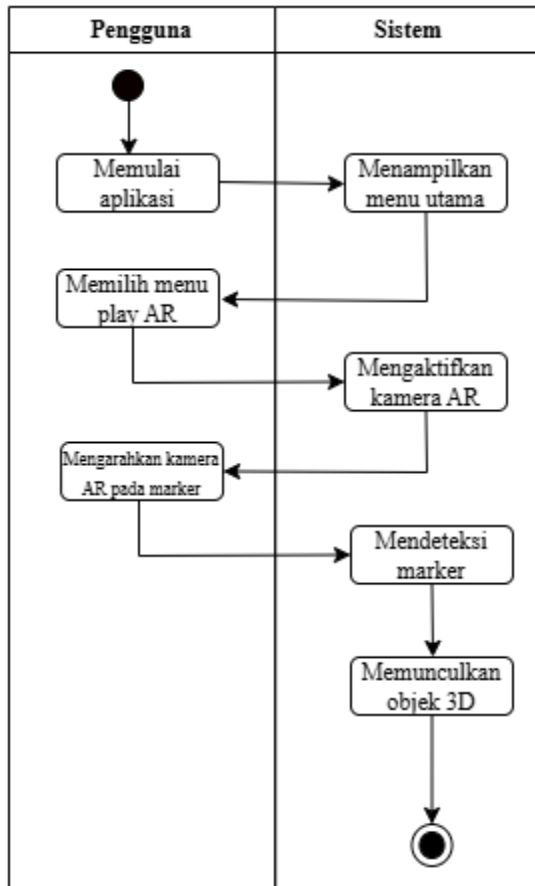 Pengguna
Sistem
Memulai
aplikasi
Menampilkan
menu utama
Memilih menu
play AR
Mengaktifkan
kamera AR
Mengarahkan kamera
AR pada marker
Mendeteksi
marker
Memunculkan
objek 3D